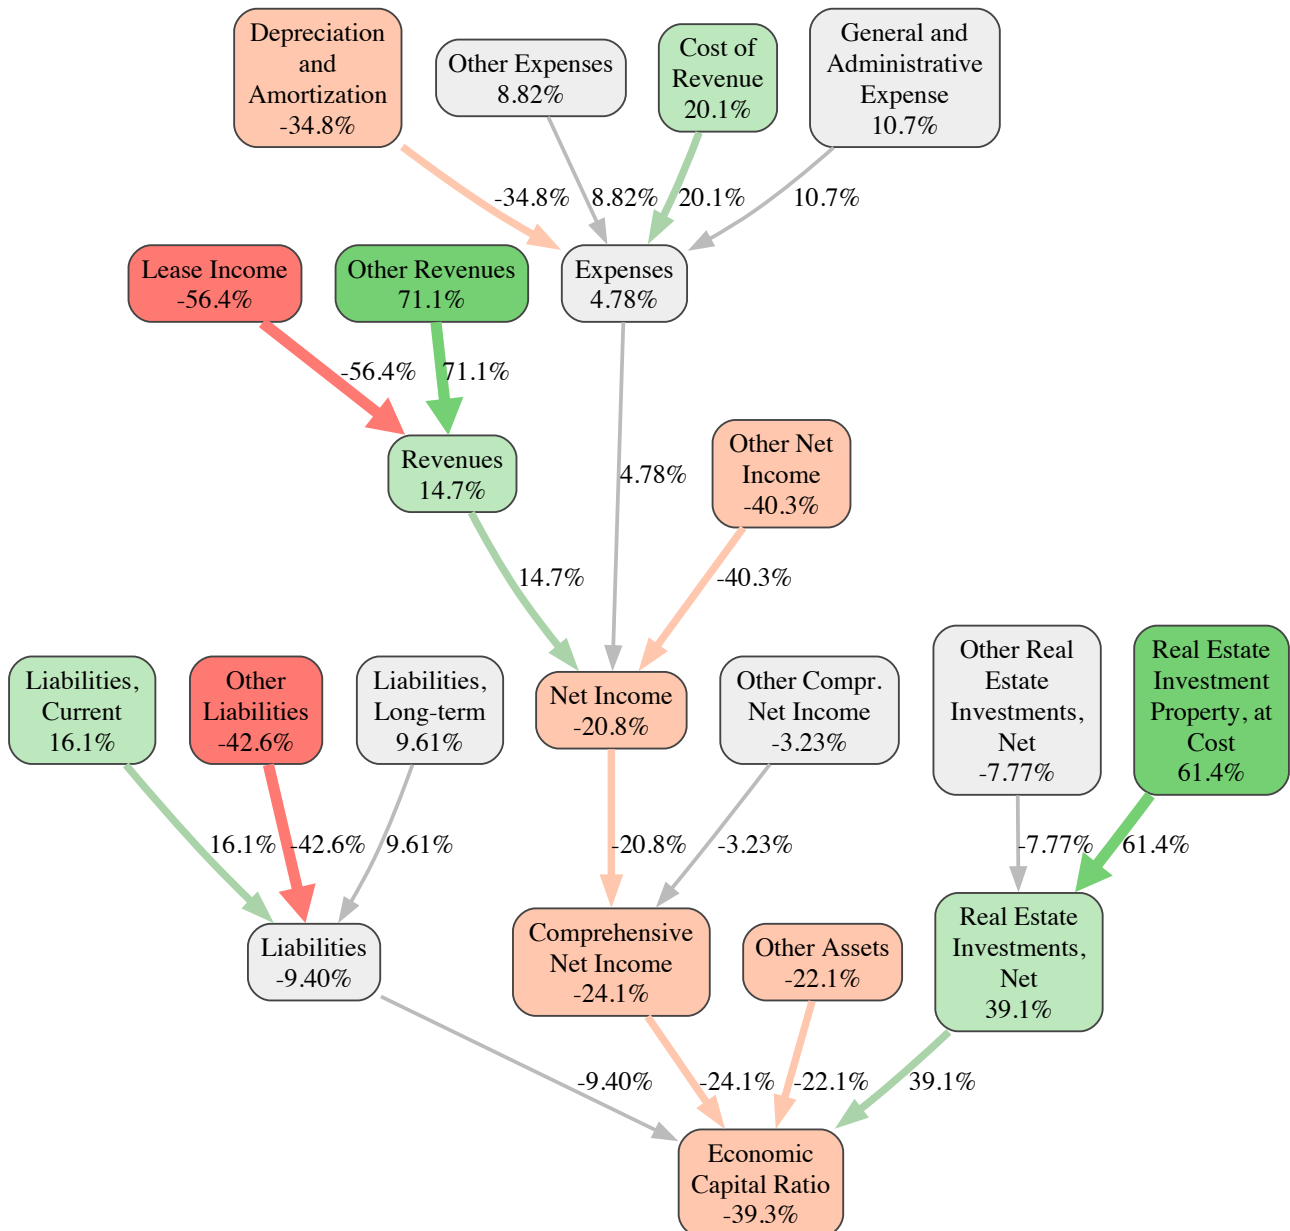 Depreciation
and
Amortization
-34.8%
Other Expenses
8.82%
Cost of
Revenue
20.1%
General and
Administrative
Expense
10.7%
-34.8%
8.82%
20.1%
10.7%
Lease Income
-56.4%
Other Revenues
71.1%
Expenses
4.78%
-56.4%
71.1%
Revenues
14.7%
4.78%
Other Net
Income
-40.3%
14.7%
-40.3%
Liabilities,
Current
16.1%
Other
Liabilities
-42.6%
Liabilities,
Long-term
9.61%
Net Income
-20.8%
Other Compr.
Net Income
-3.23%
Other Real
Estate
Investments,
Net
-7.77%
Real Estate
Investment
Property, at
Cost
61.4%
16.1%
-42.6%
9.61%
-20.8%
-3.23%
-7.77%
61.4%
Liabilities
-9.40%
Comprehensive
Net Income
-24.1%
Other Assets
-22.1%
Real Estate
Investments,
Net
39.1%
-9.40%
-24.1%
-22.1%
39.1%
Economic
Capital Ratio
-39.3%